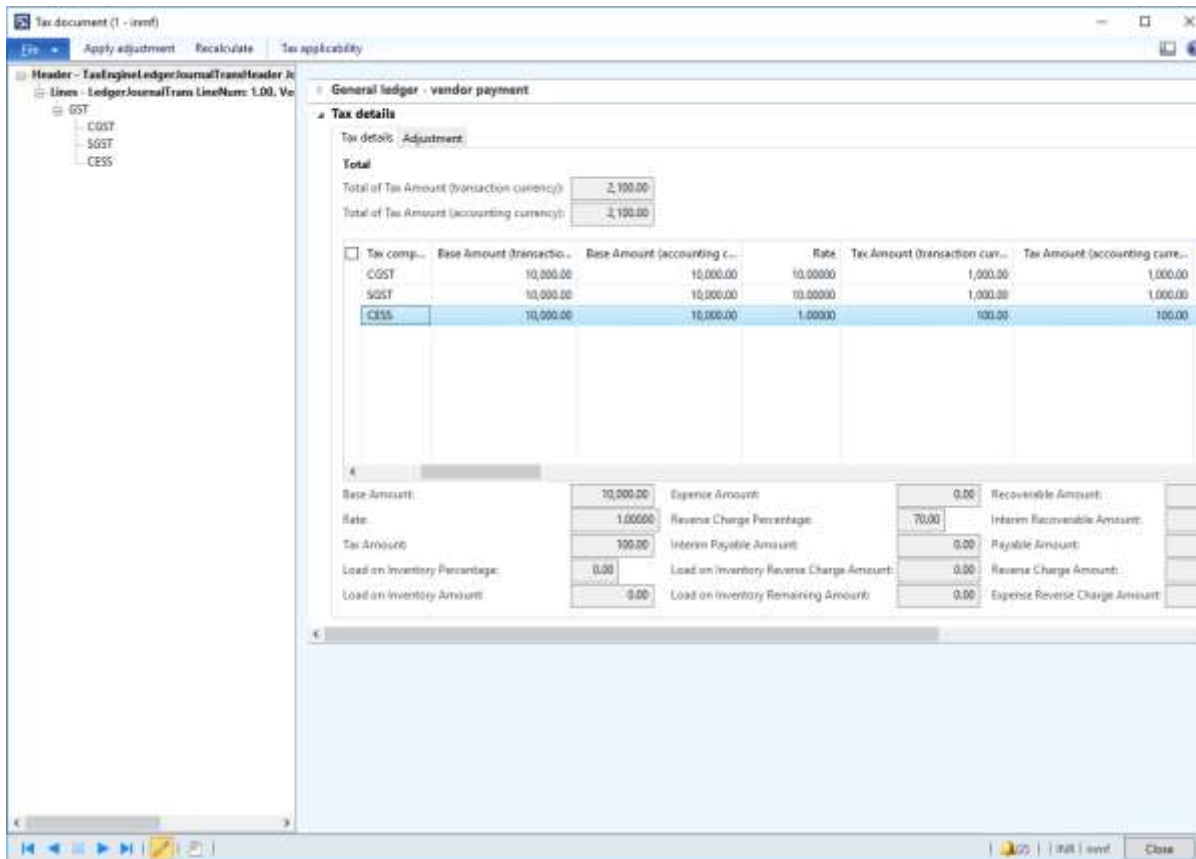 Tax document (1 - inmf)
File Apply adjustment Recalculate Tax applicability
Header - TaxEngineLedgerJournalTransHeader Jo
Lines - LedgerJournalTrans LineNum: 1.00, Vo
GST
CGST
SGST
CESS
General ledger - vendor payment
Tax details
Tax details Adjustment
Total
Total of Tax Amount (transaction currency): 2,100.00
Total of Tax Amount (accounting currency): 2,100.00
Tax comp... Base Amount (transactio... Base Amount (accounting c... Rate Tax Amount (transaction curr... Tax Amount (accounting curre...
CGST 10,000.00 10,000.00 10.00000 1,000.00 1,000.00
SGST 10,000.00 10,000.00 10.00000 1,000.00 1,000.00
CESS 10,000.00 10,000.00 1.00000 100.00 100.00
Base Amount: 10,000.00 Expense Amount: 0.00 Recoverable Amount:
Rate: 1.00000 Reverse Charge Percentage: 70.00 Interim Recoverable Amount:
Tax Amount: 100.00 Interim Payable Amount: 0.00 Payable Amount:
Load on Inventory Percentage: 0.00 Load on Inventory Reverse Charge Amount: 0.00 Reverse Charge Amount:
Load on Inventory Amount: 0.00 Load on Inventory Remaining Amount: 0.00 Expense Reverse Charge Amount:
INR inmf Close